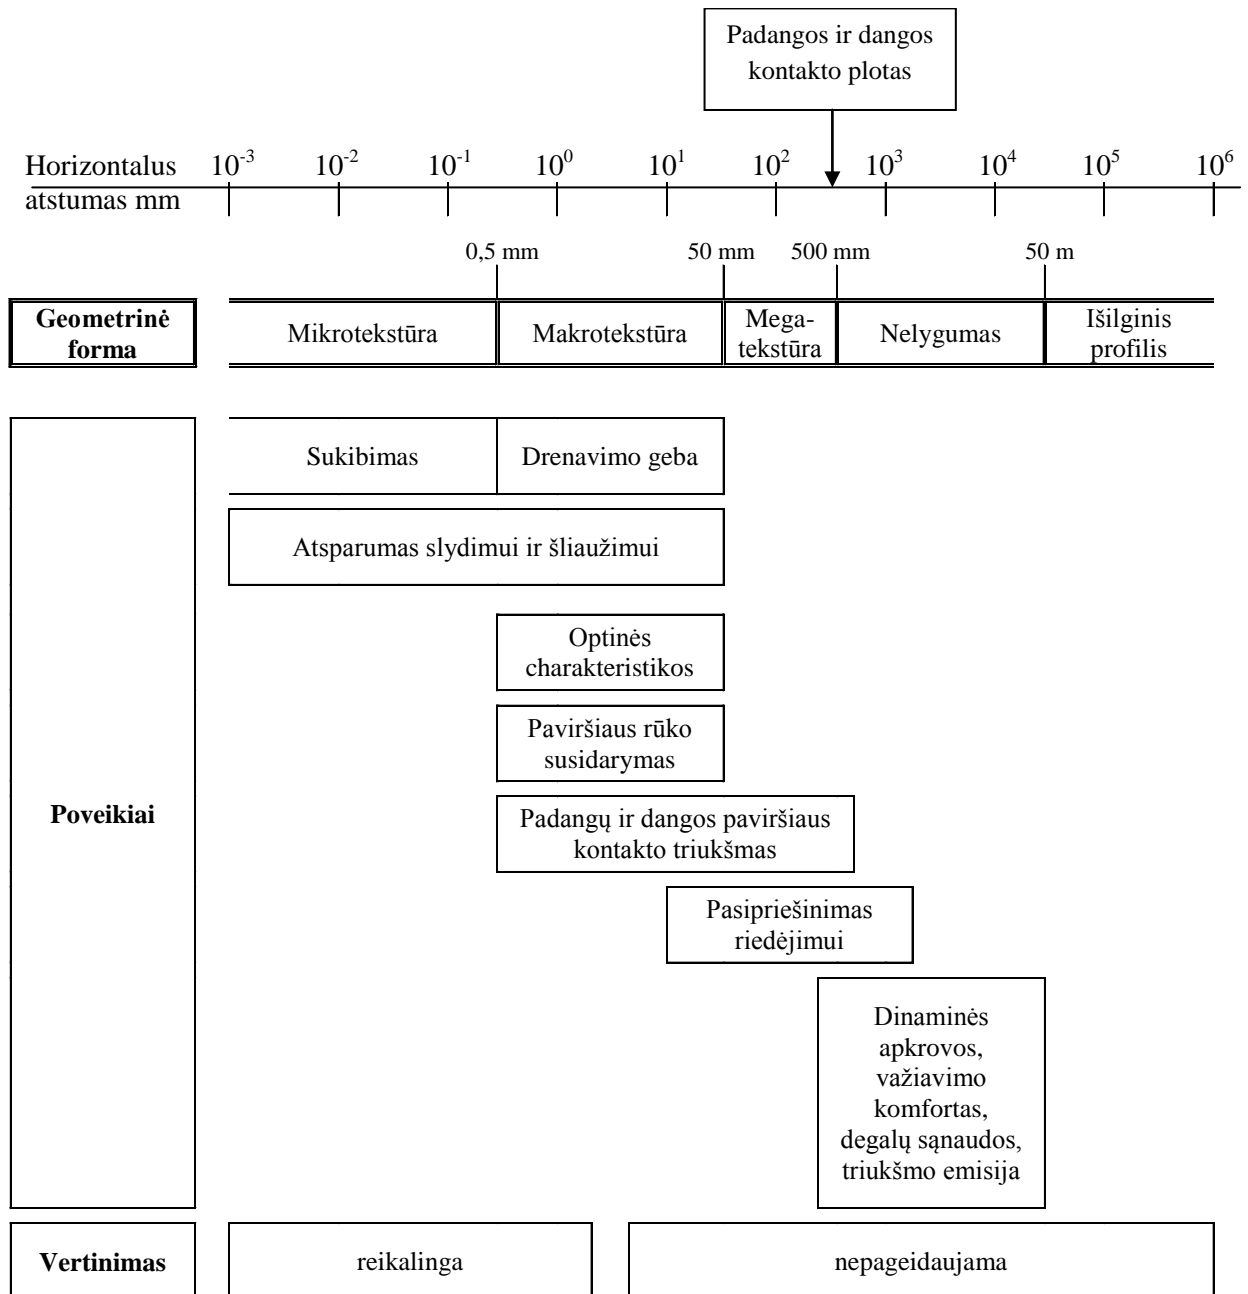 Padangos ir dangos
kontakto plotas
Horizontalus
atstumas mm
10⁻³ 10⁻² 10⁻¹ 10⁰ 10¹ 10² 10³ 10⁴ 10⁵ 10⁶
0,5 mm 50 mm 500 mm 50 m
Geometrinė
forma
Mikrotekstūra
Makrotekstūra
Mega-
tekstūra
Nelygumas
Išilginis
profilis
Poveikiai
Sukibimas
Drenavimo geba
Atsparumas slydimui ir šliaužimui
Optinės
charakteristikos
Paviršiaus rūko
susidarymas
Padangų ir dangos paviršiaus
kontakto triukšmas
Pasipriešinimas
riedėjimui
Dinaminės
apkrovos,
važiavimo
komfortas,
degalų sąnaudos,
triukšmo emisija
Vertinimas
reikalinga
nepageidaujama